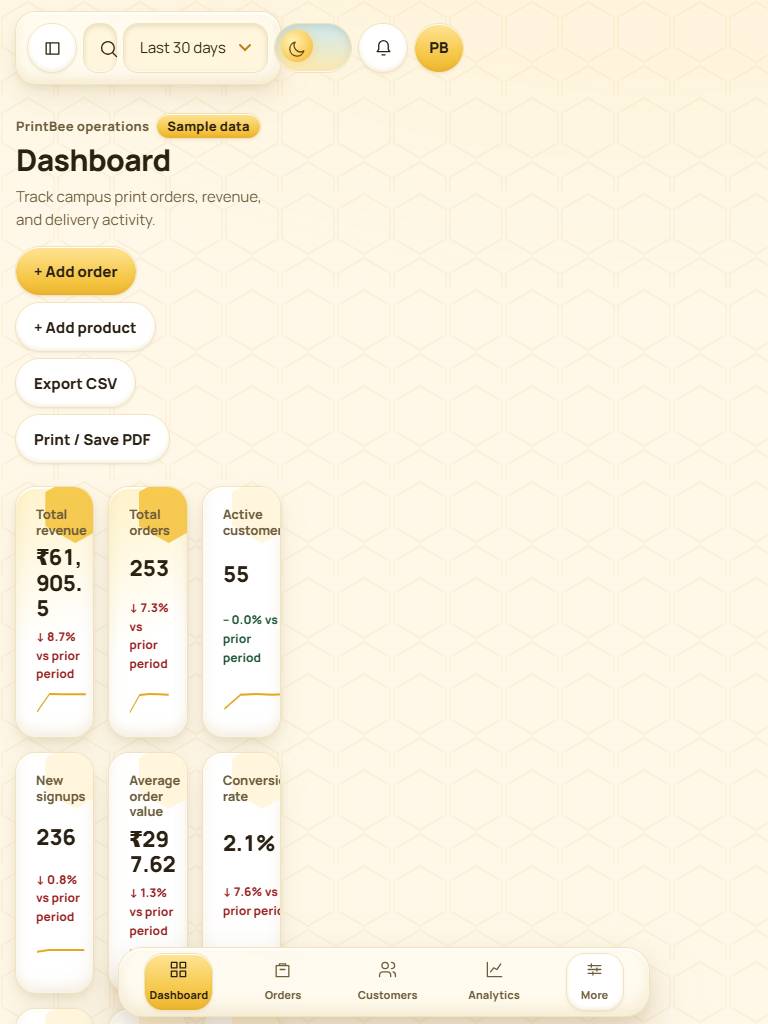 Last 30 days
PB
PrintBee operations
Sample data
Dashboard
Track campus print orders, revenue,
and delivery activity.
+ Add order
+ Add product
Export CSV
Print / Save PDF
Total
revenue
₹61,
905.
5
↓ 8.7%
vs prior
period
Total
orders
253
↓ 7.3%
vs
prior
period
Active
customer
55
– 0.0% vs
prior
period
New
signups
236
↓ 0.8%
vs prior
period
Average
order
value
₹29
7.62
↓ 1.3%
vs prior
period
Conversi
rate
2.1%
↓ 7.6% vs
prior peri
Dashboard
Orders
Customers
Analytics
More